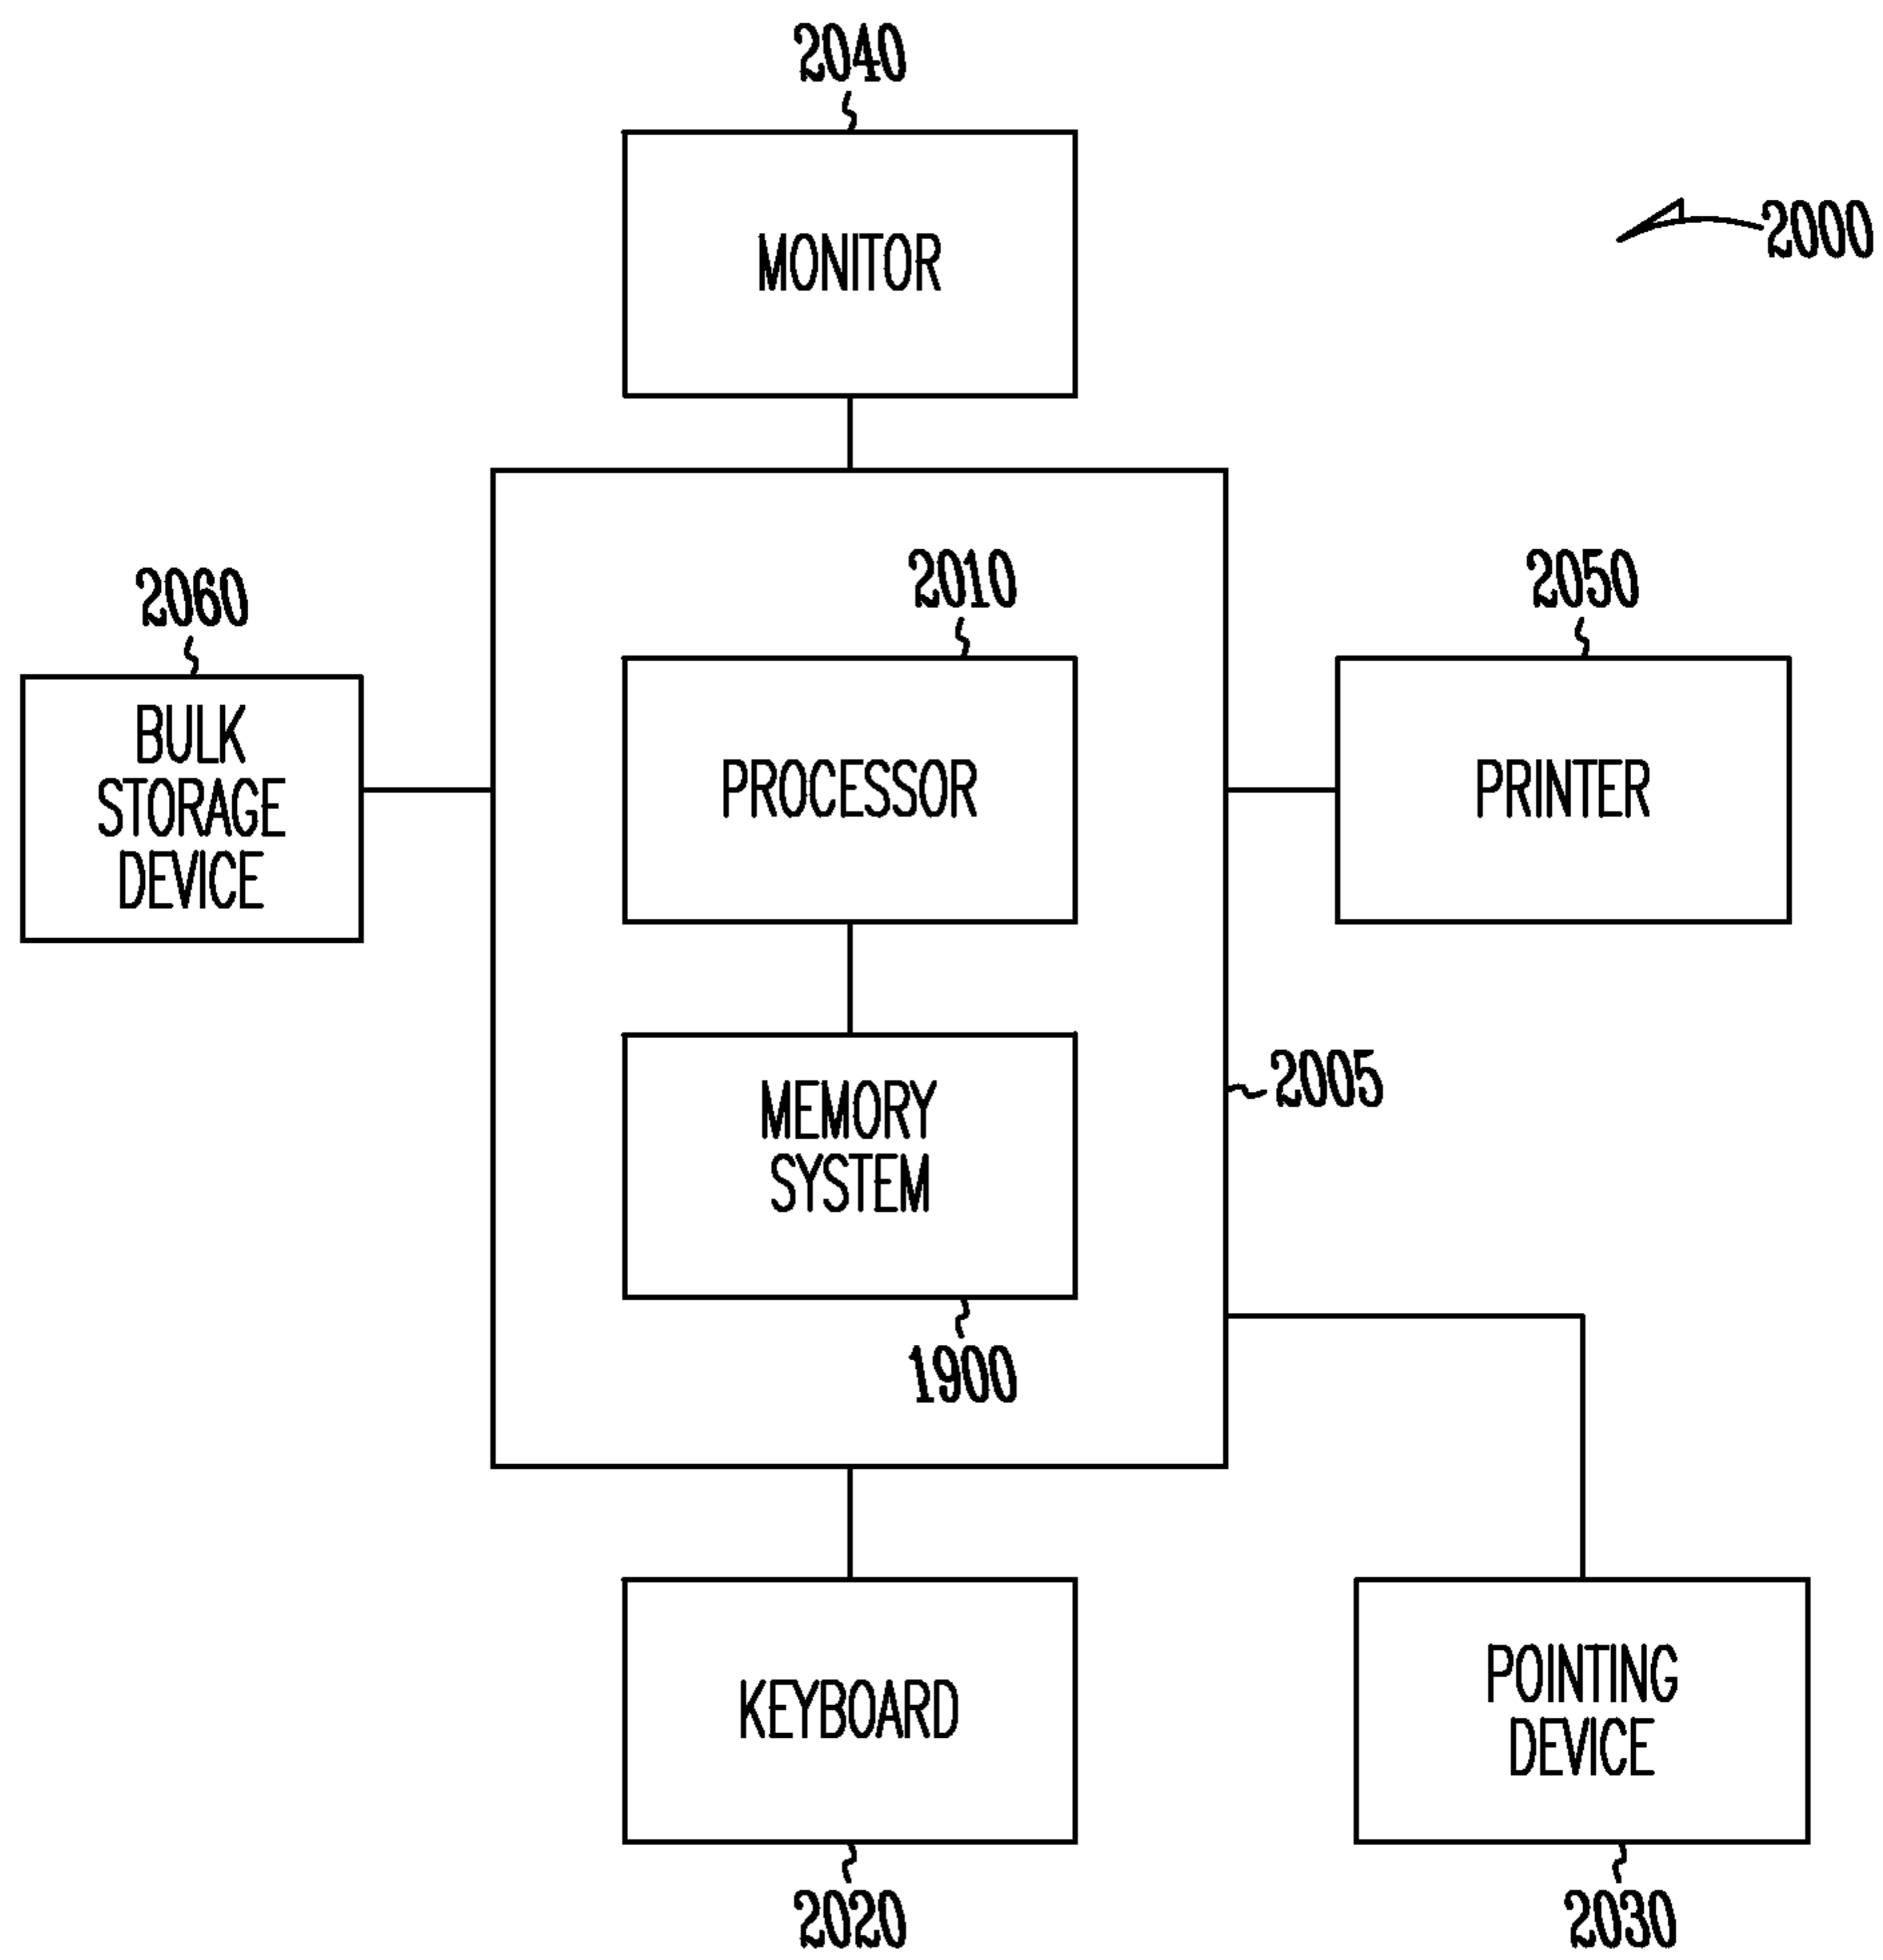 2040
MONITOR
2000
2060
BULK
STORAGE
DEVICE
2010
PROCESSOR
2050
PRINTER
MEMORY
SYSTEM
2005
1900
KEYBOARD
2020
POINTING
DEVICE
2030